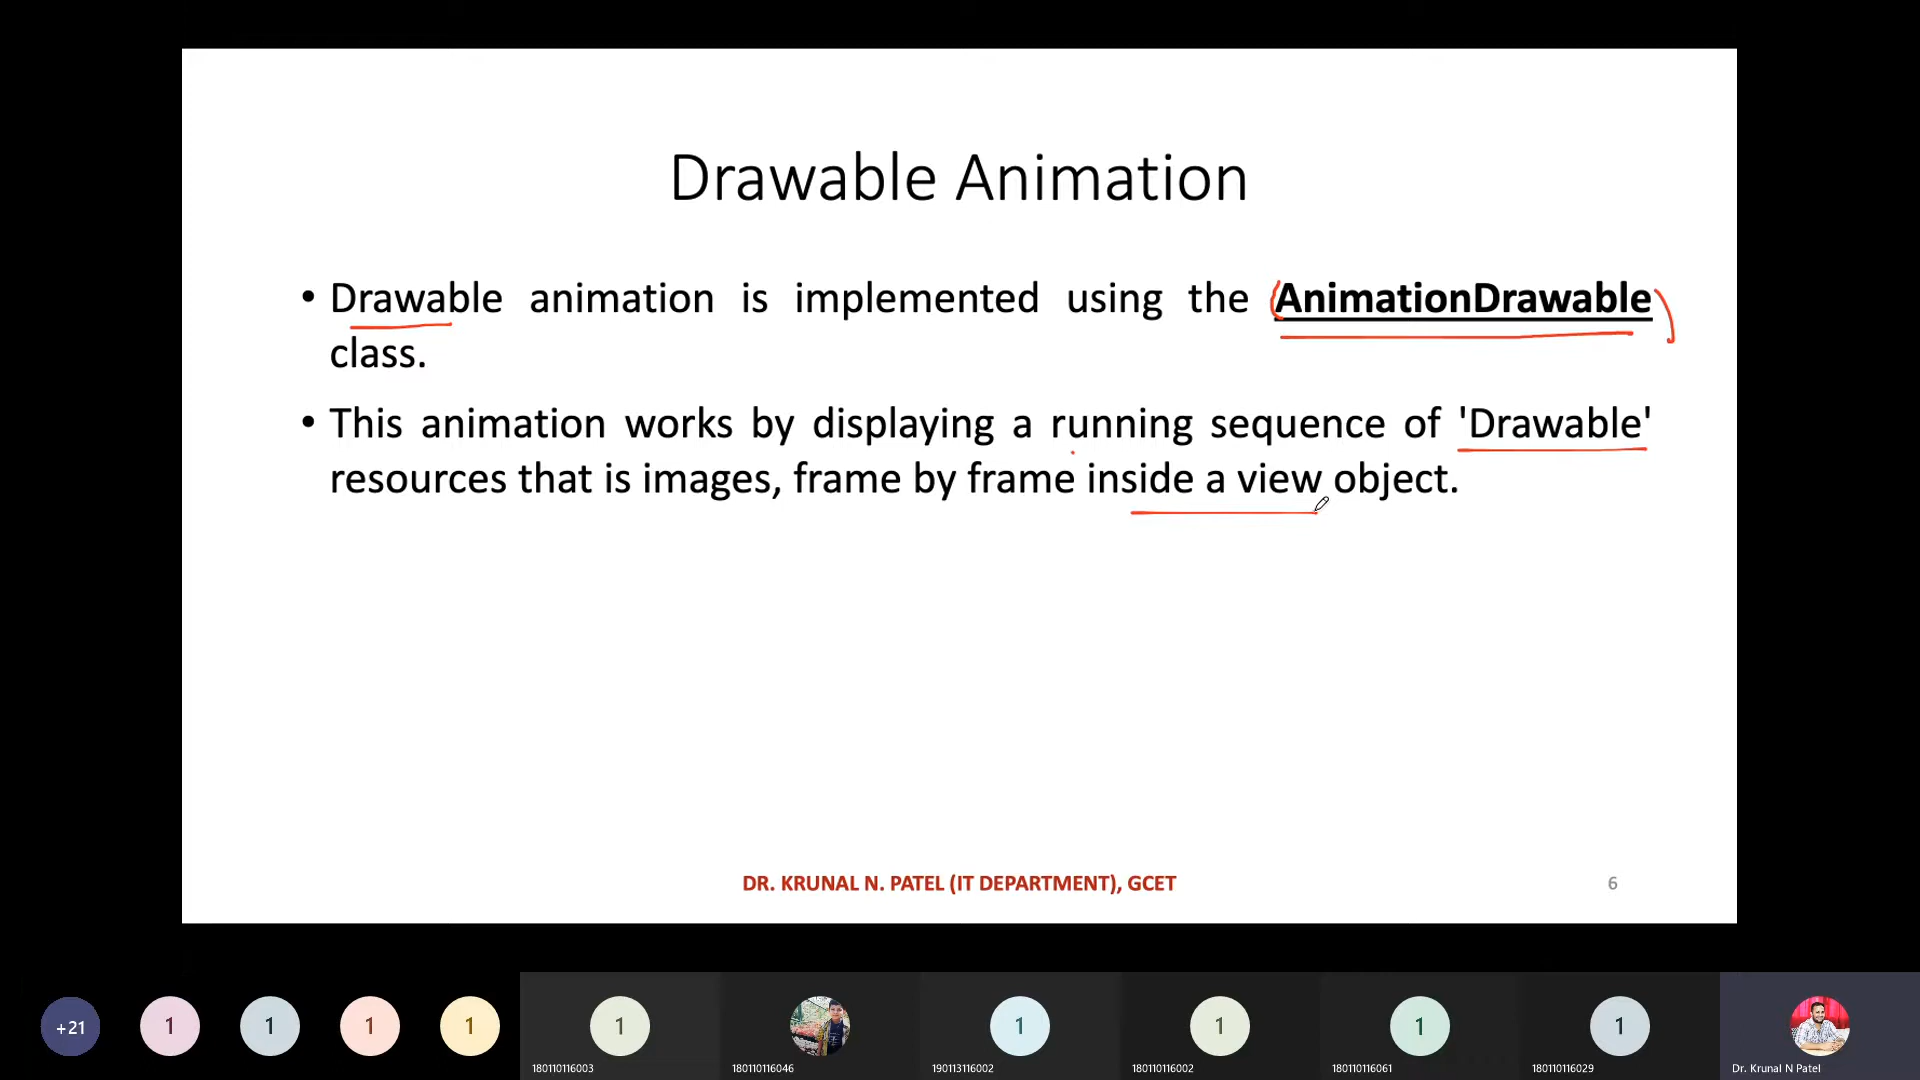 Drawable Animation
• Drawable animation is implemented using the AnimationDrawable
class.
• This animation works by displaying a running sequence of 'Drawable'
resources that is images, frame by frame inside a view object.
DR. KRUNAL N. PATEL (IT DEPARTMENT), GCET
6
+21 1 1 1 1 1 1 1 1 1
180110116003 180110116046 190113116002 180110116002 180110116061 180110116029 Dr. Krunal N Patel